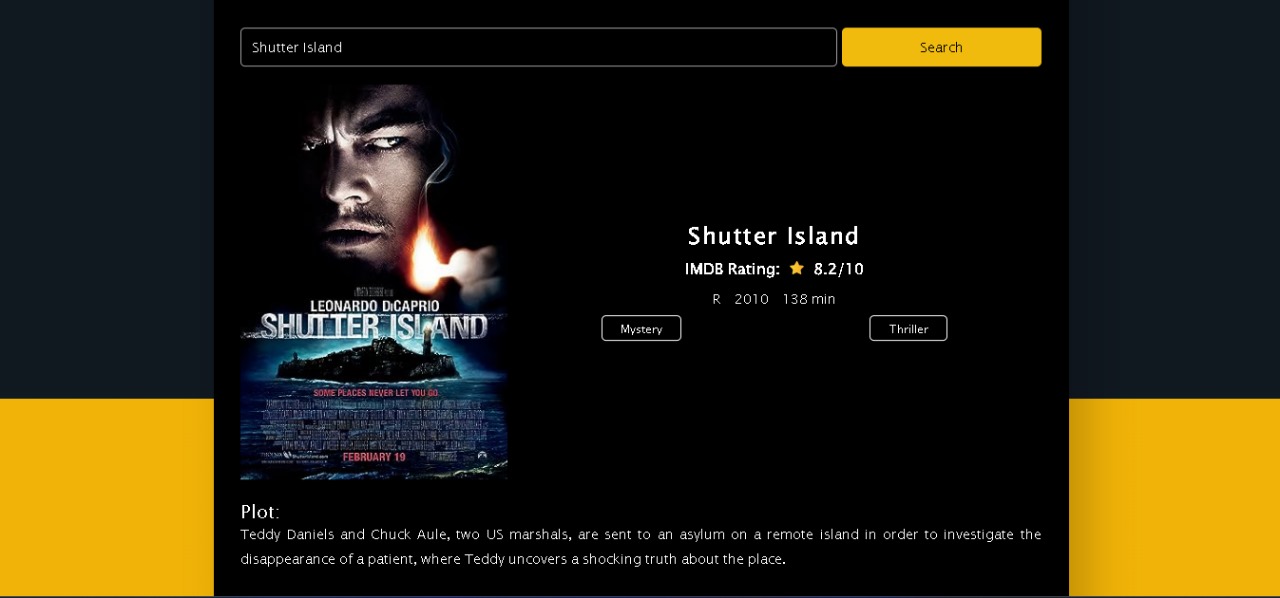 Shutter Island
Search
LEONARDO DiCAPRIO
SHUTTER ISLAND
SOME PLACES NEVER LET YOU GO
FEBRUARY 19
Shutter Island
IMDB Rating: 8.2/10
R 2010 138 min
Mystery
Thriller
Plot:
Teddy Daniels and Chuck Aule, two US marshals, are sent to an asylum on a remote island in order to investigate the
disappearance of a patient, where Teddy uncovers a shocking truth about the place.